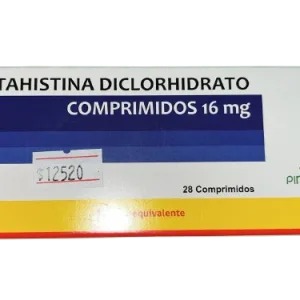 TAHISTINA DICLORHIDRATO
COMPRIMIDOS 16 mg
$12520
28 Comprimidos
equivalente